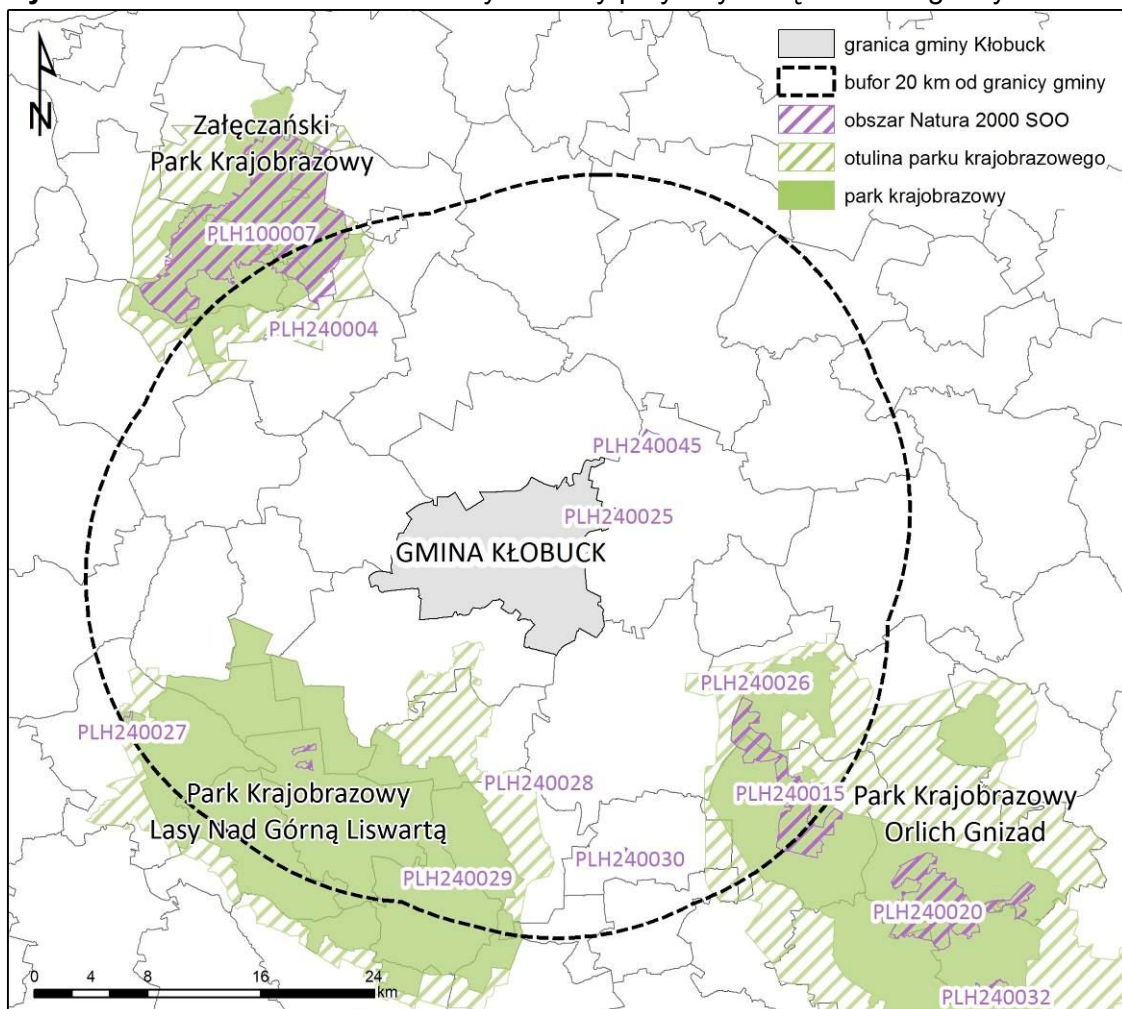 granica gminy Kłobuck
bufor 20 km od granicy gminy
obszar Natura 2000 SOO
otulina parku krajobrazowego
park krajobrazowy
N
Załęczański
Park Krajobrazowy
PLH100007
PLH240004
PLH240045
PLH240025
GMINA KŁOBUCK
PLH240026
PLH240027
PLH240028
PLH240015
Park Krajobrazowy
Lasy Nad Górną Liswartą
Park Krajobrazowy
Orlich Gnizad
PLH240030
PLH240029
PLH240020
PLH240032
0 4 8 16 24
km